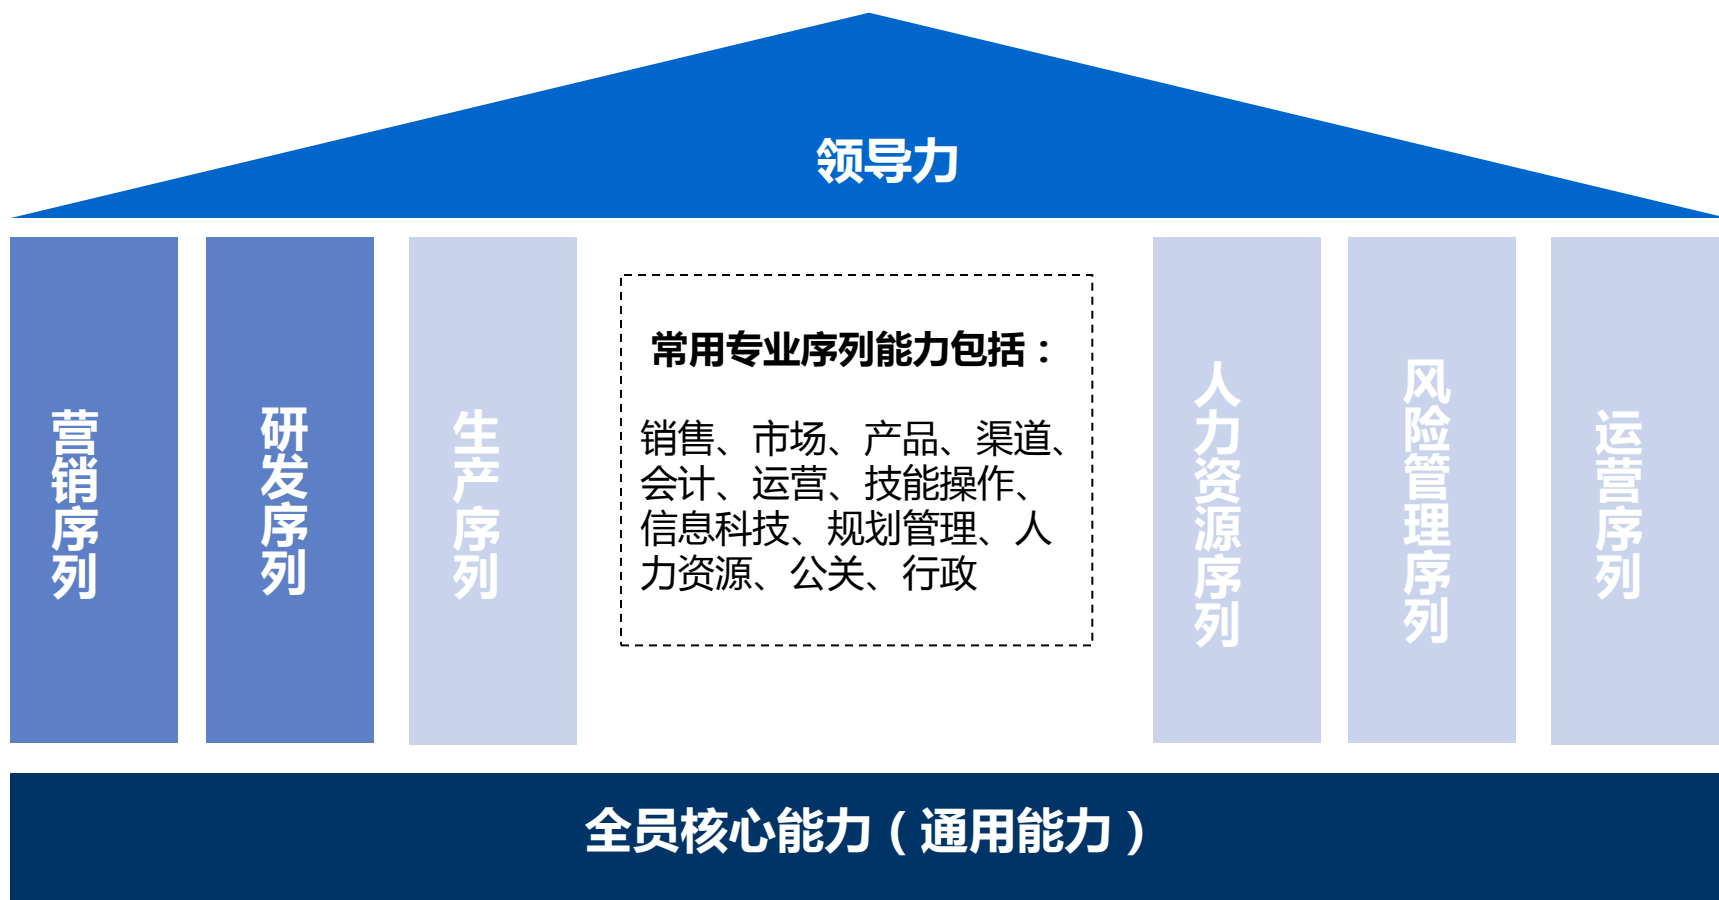 领导力
营销序列
研发序列
生产序列
常用专业序列能力包括：
销售、市场、产品、渠道、
会计、运营、技能操作、
信息科技、规划管理、人
力资源、公关、行政
人力资源序列
风险管理序列
运营序列
全员核心能力（通用能力）